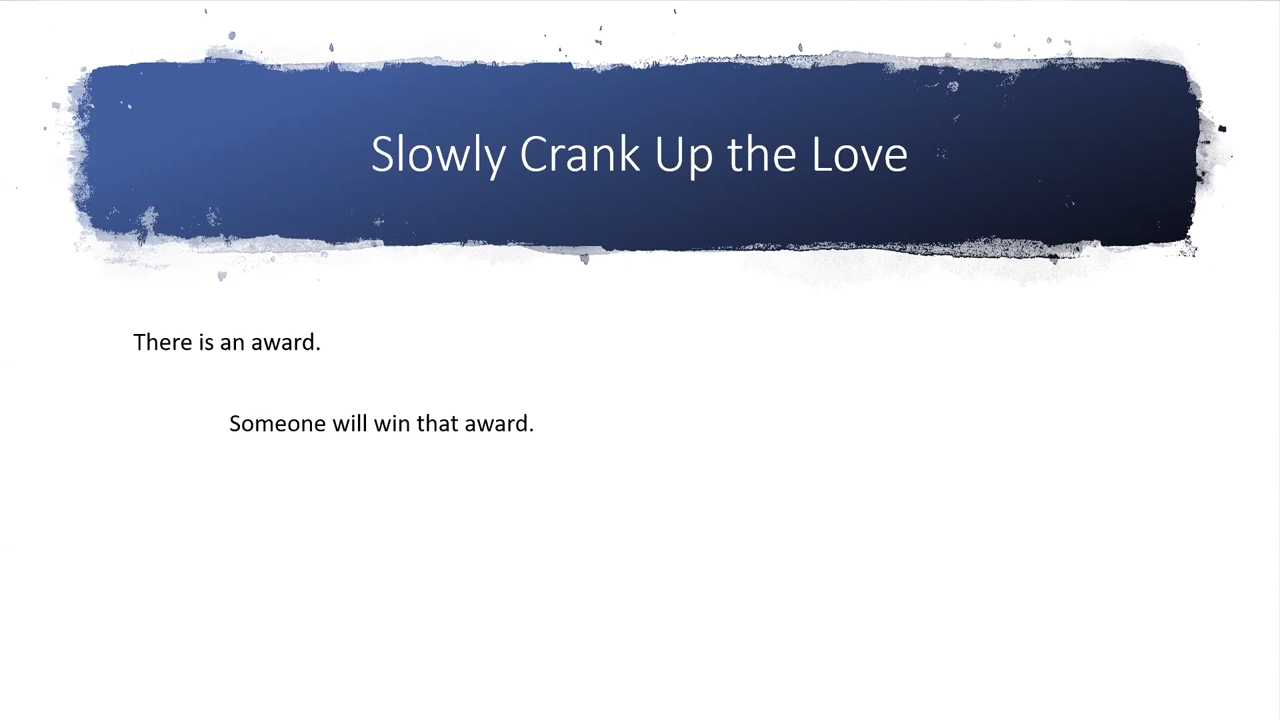 Slowly Crank Up the Love
There is an award.
Someone will win that award.